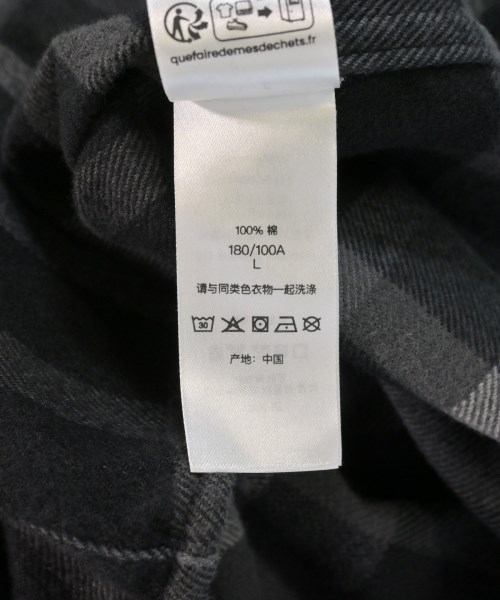 quefairedemesdechets.fr
100% 棉
180/100A
L
请与同类色衣物一起洗涤
30
产地: 中国